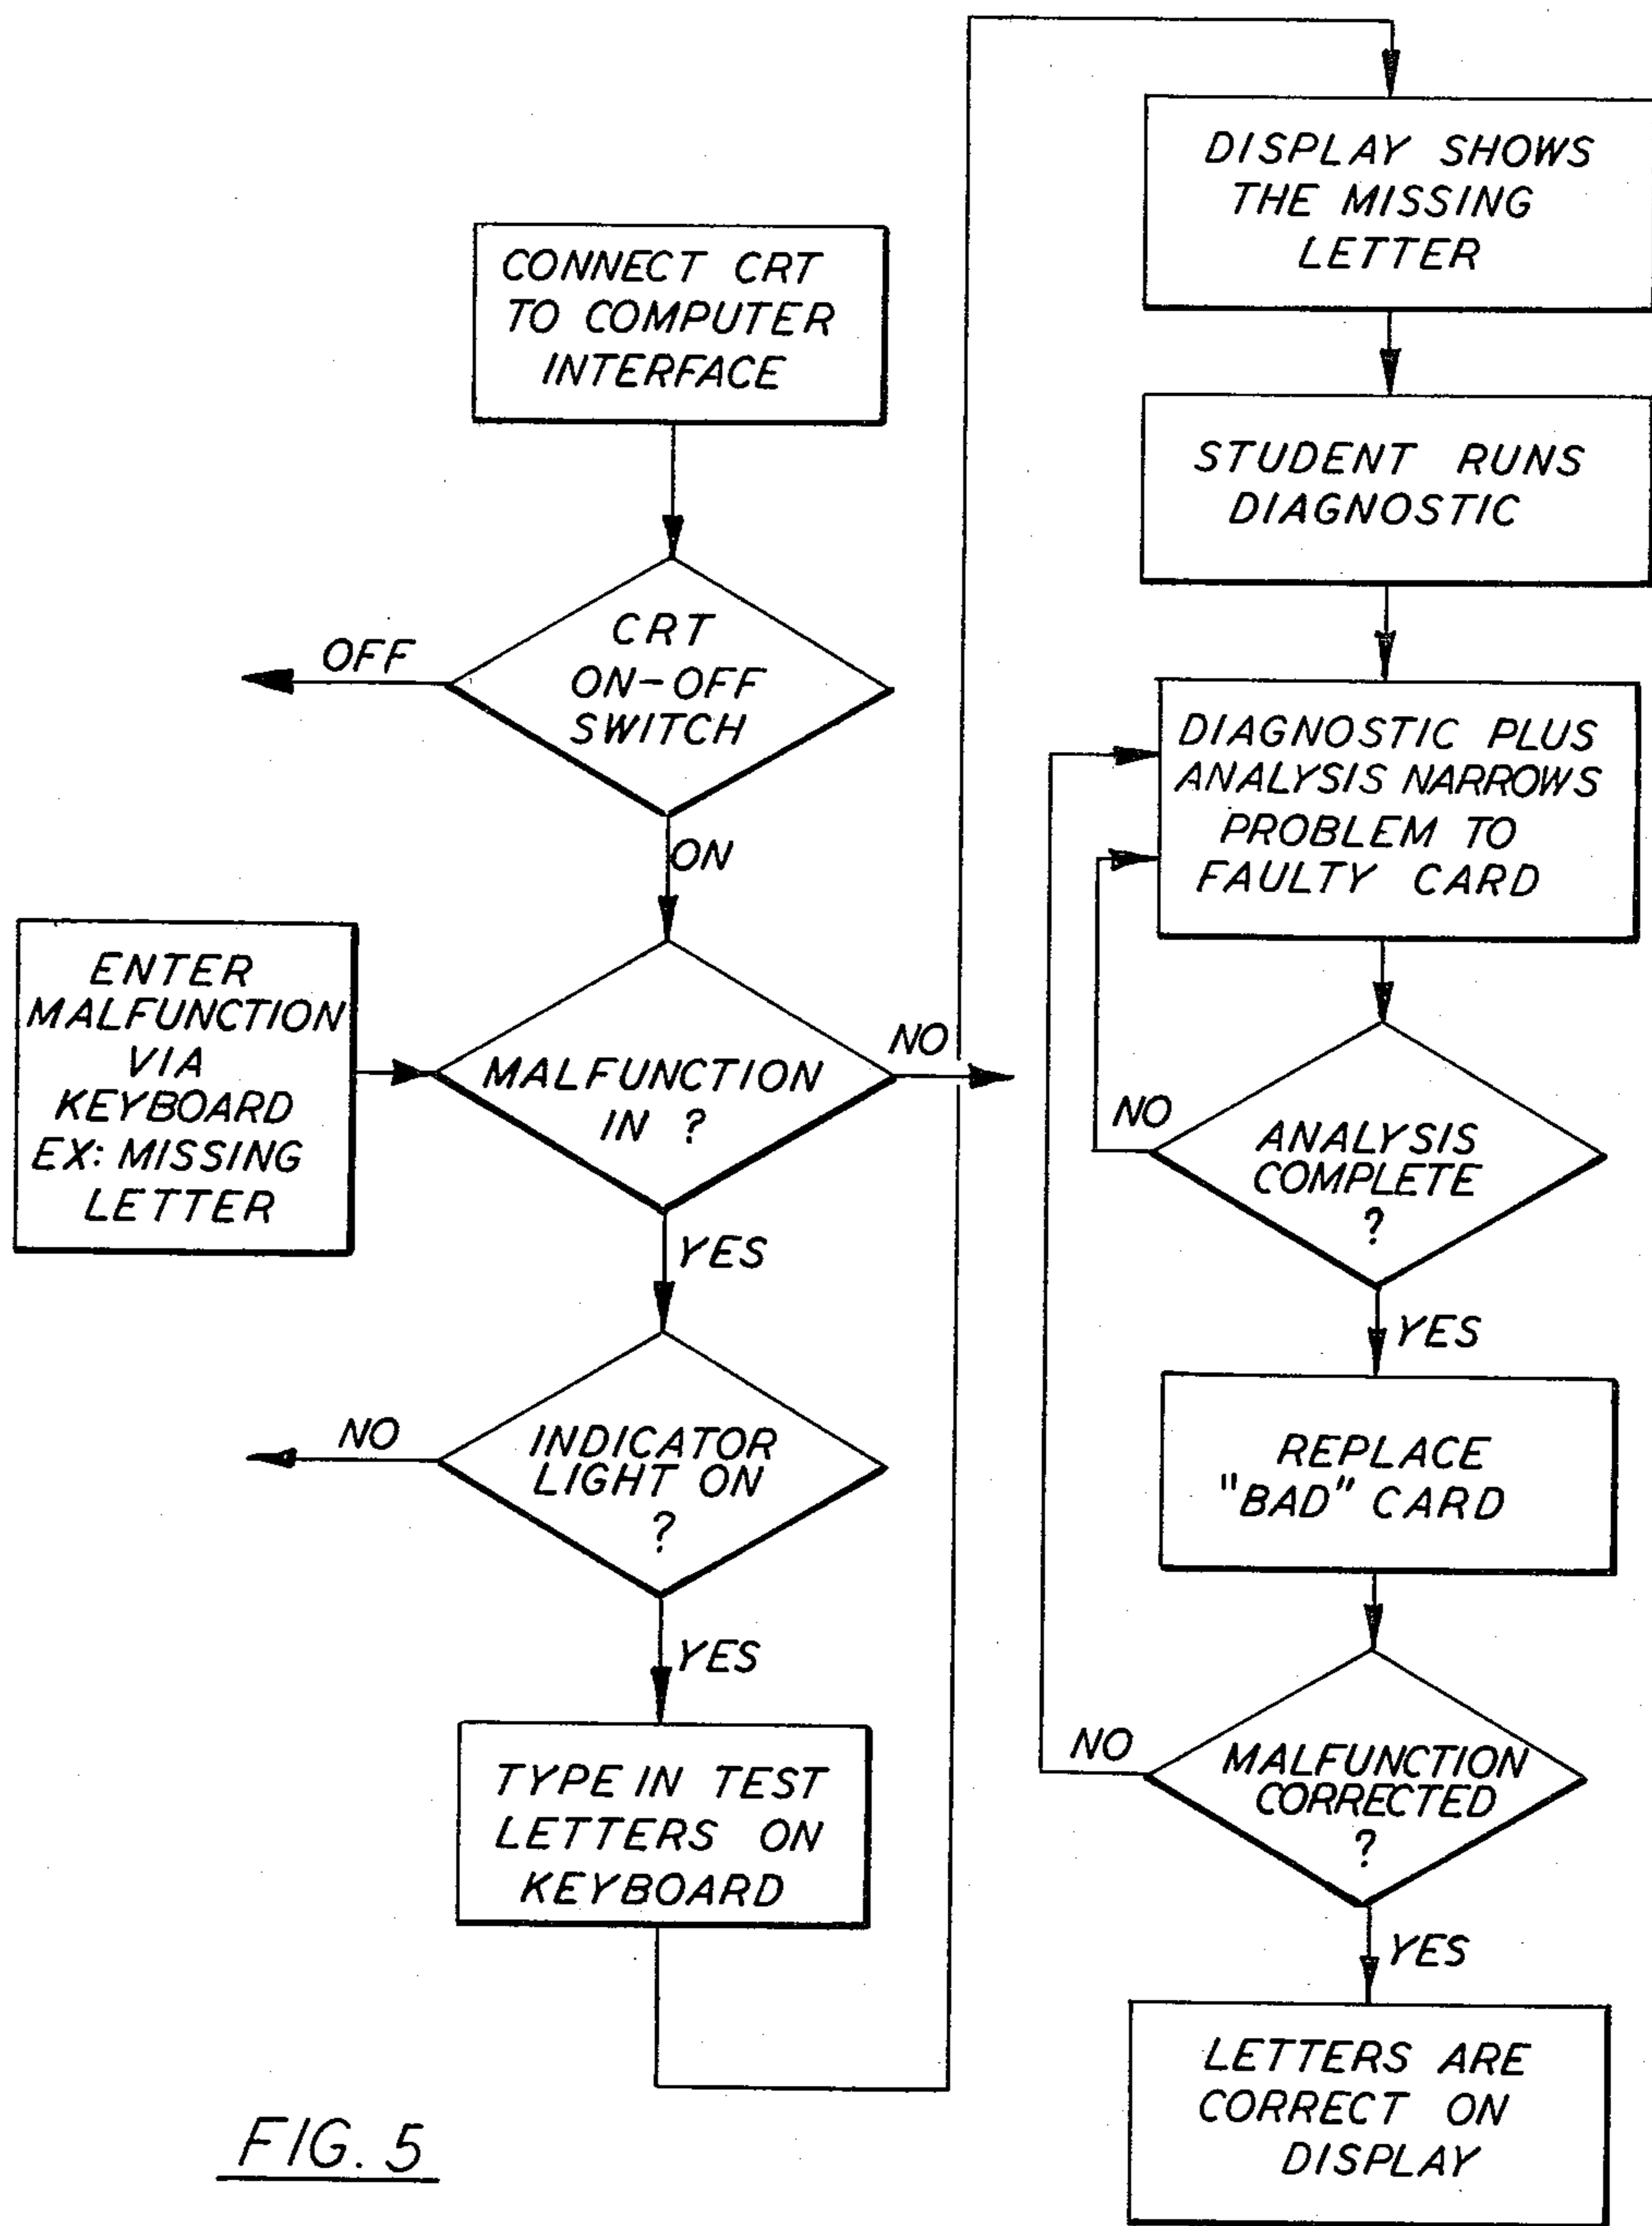 CONNECT CRT
TO COMPUTER
INTERFACE
CRT
ON-OFF
SWITCH
OFF
ON
ENTER
MALFUNCTION
VIA
KEYBOARD
EX: MISSING
LETTER
MALFUNCTION
IN ?
NO
YES
INDICATOR
LIGHT ON
?
NO
YES
TYPE IN TEST
LETTERS ON
KEYBOARD
DISPLAY SHOWS
THE MISSING
LETTER
STUDENT RUNS
DIAGNOSTIC
DIAGNOSTIC PLUS
ANALYSIS NARROWS
PROBLEM TO
FAULTY CARD
ANALYSIS
COMPLETE
?
NO
YES
REPLACE
"BAD" CARD
MALFUNCTION
CORRECTED
?
NO
YES
LETTERS ARE
CORRECT ON
DISPLAY
FIG. 5